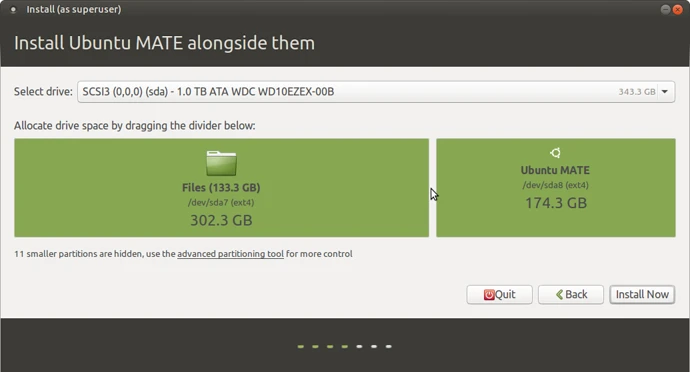 Install (as superuser)
Install Ubuntu MATE alongside them
Select drive: SCSI3 (0,0,0) (sda) - 1.0 TB ATA WDC WD10EZEX-00B 343.3 GB
Allocate drive space by dragging the divider below:
Files (133.3 GB)
/dev/sda7 (ext4)
302.3 GB
Ubuntu MATE
/dev/sda8 (ext4)
174.3 GB
11 smaller partitions are hidden, use the advanced partitioning tool for more control
Quit Back Install Now